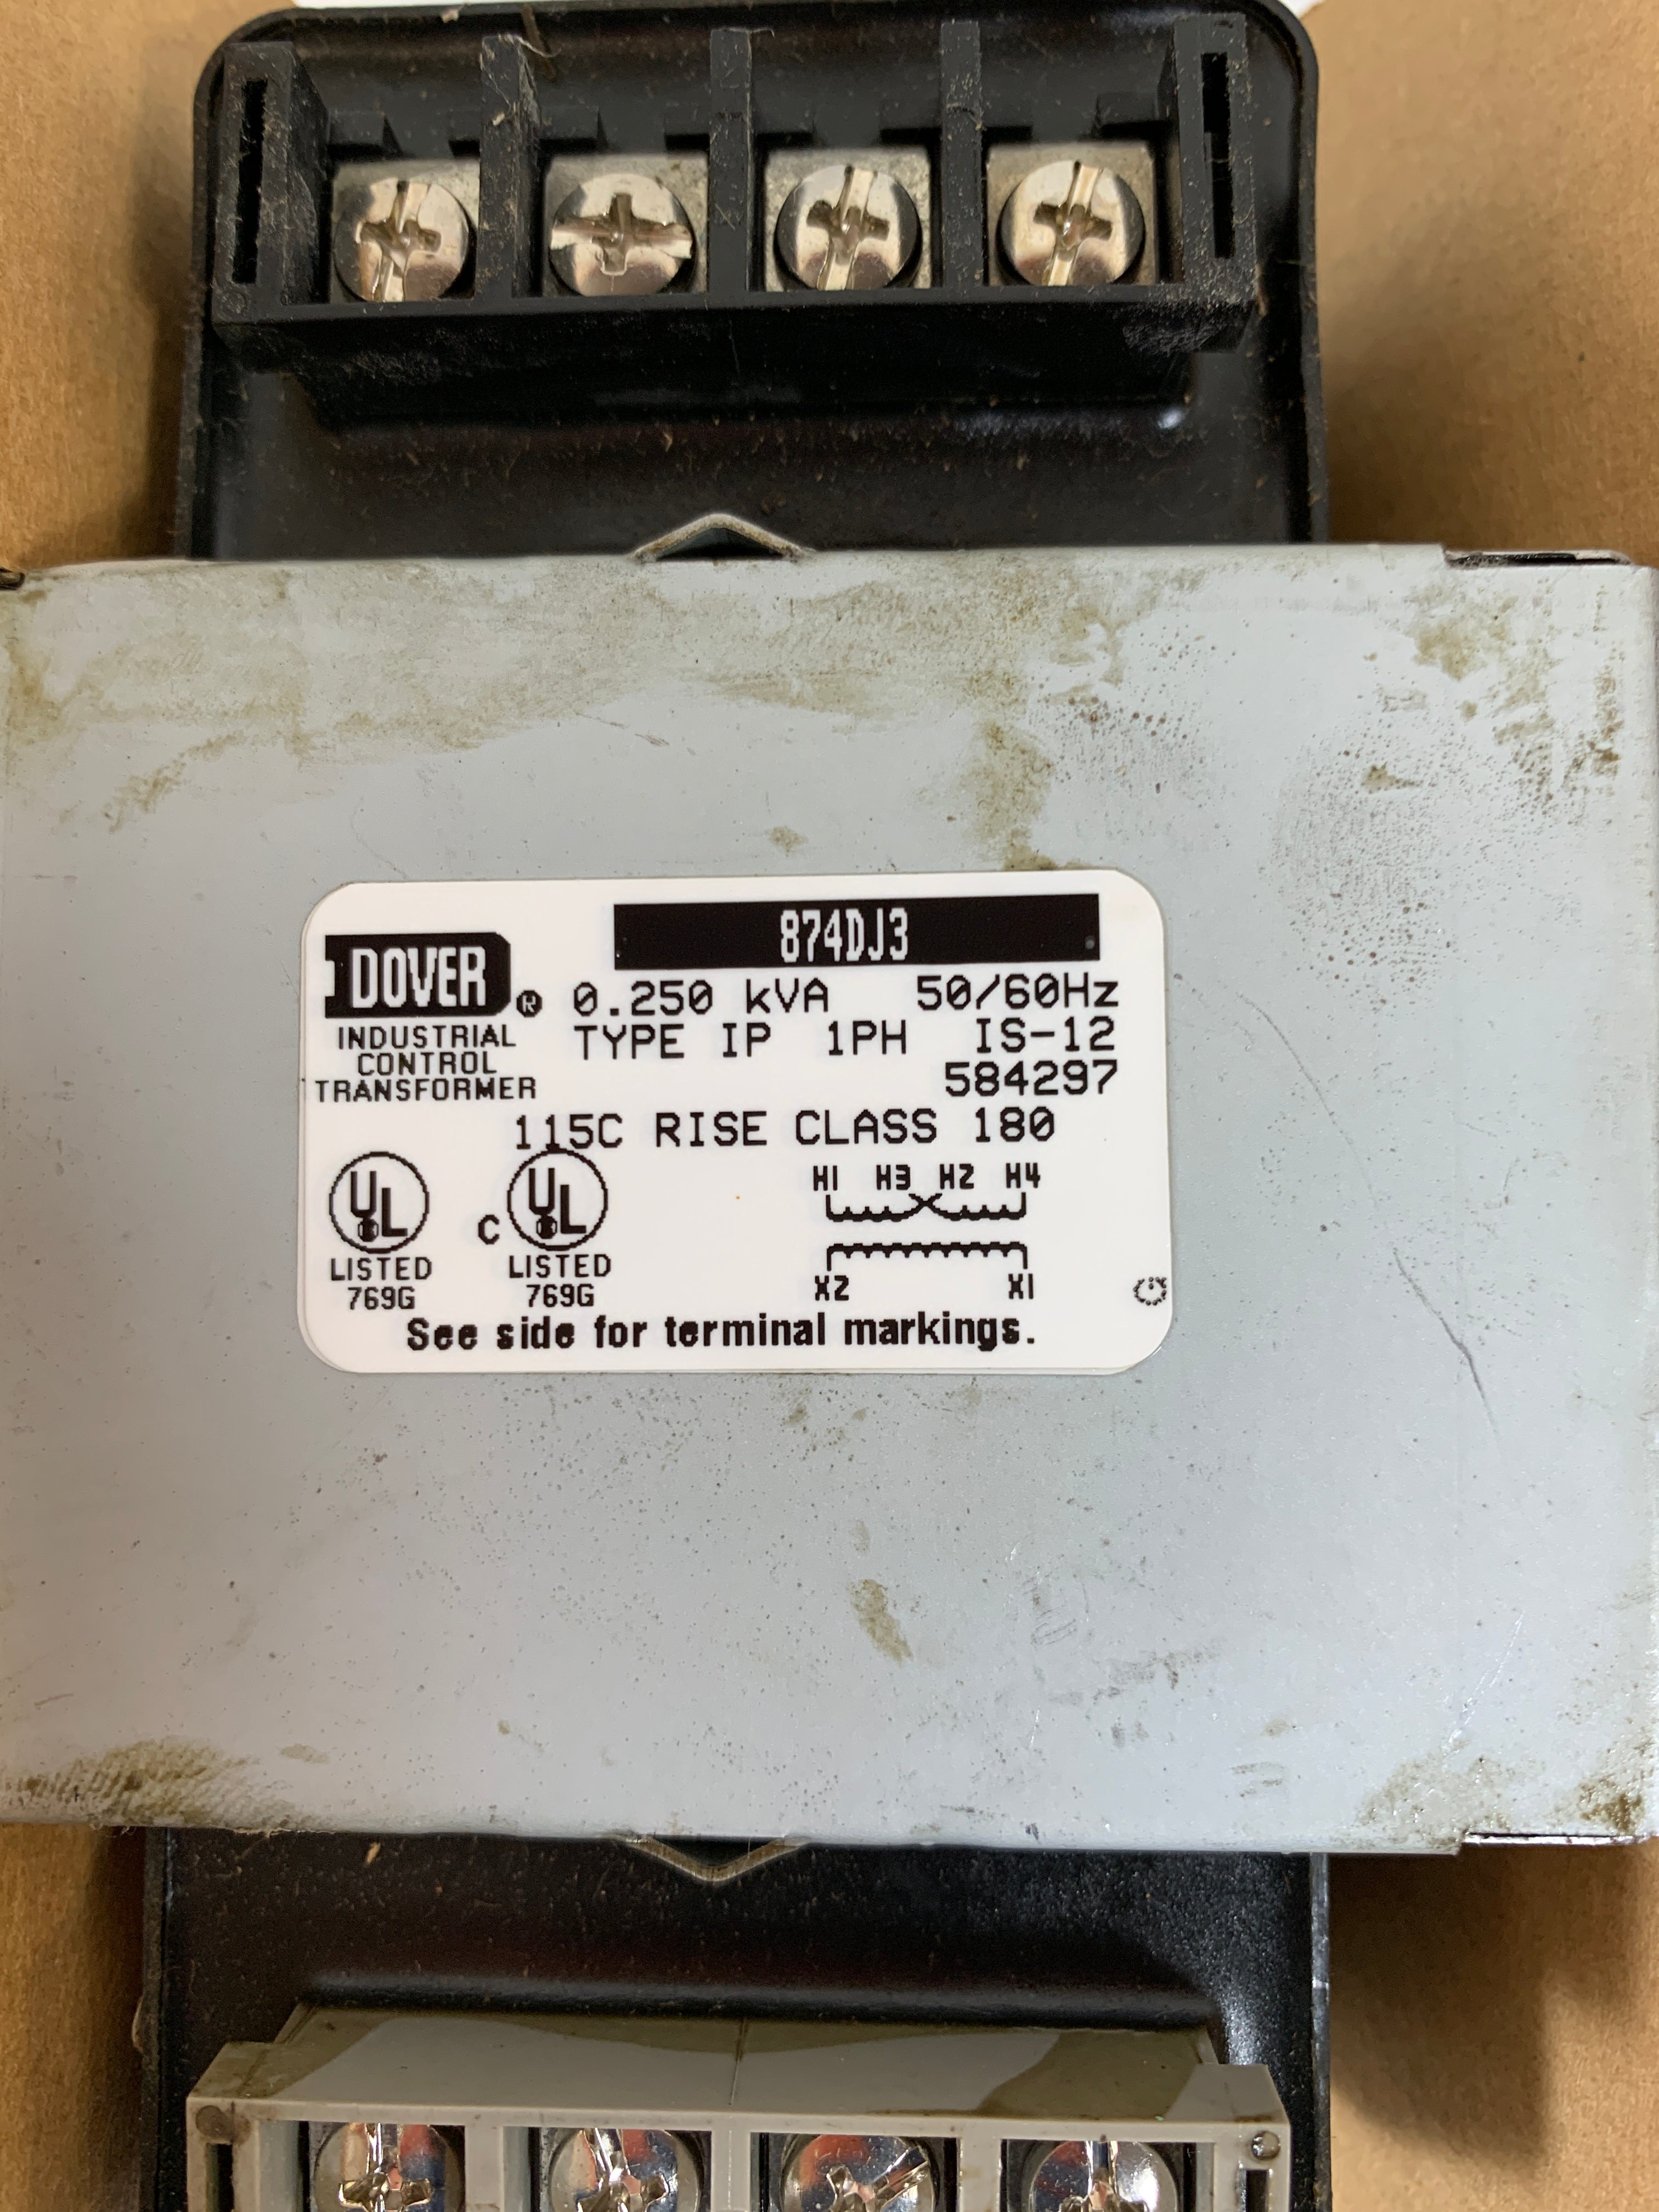 874DJ3
DOVER ®
0.250 kVA 50/60Hz
INDUSTRIAL
CONTROL
TRANSFORMER
TYPE IP 1PH IS-12
584297
115C RISE CLASS 180
H1 H3 H2 H4
UL
LISTED
769G
C UL
LISTED
769G
X2 X1
See side for terminal markings.